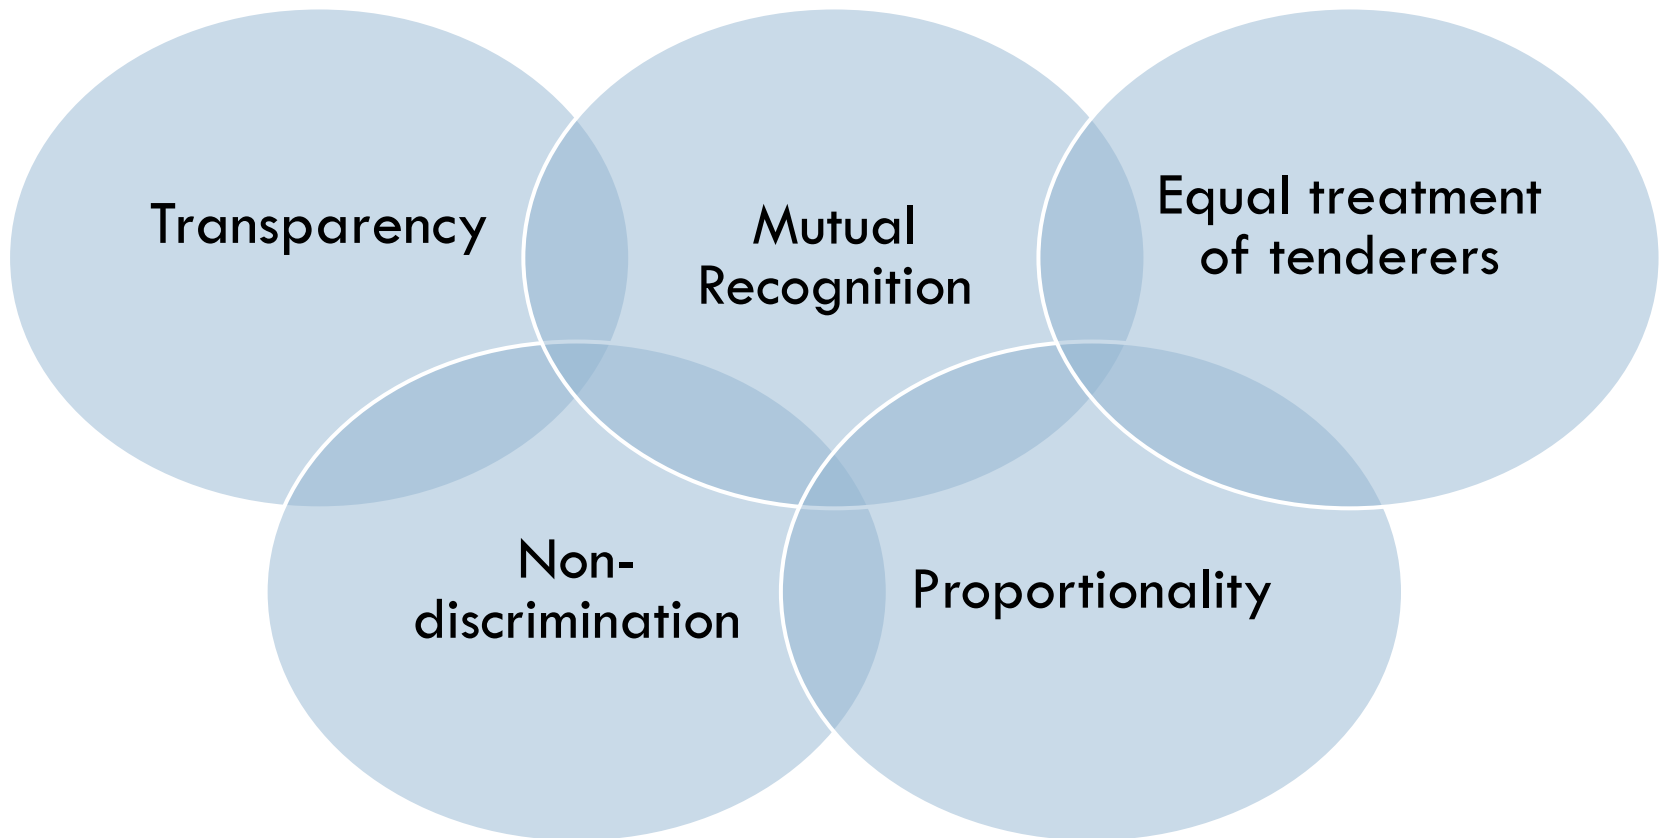 Transparency
Mutual
Recognition
Equal treatment
of tenderers
Non-
discrimination
Proportionality